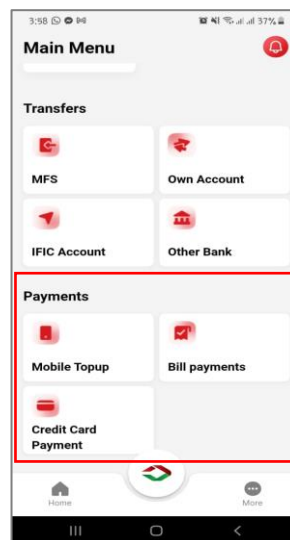 3:58 37%
Main Menu
Transfers
MFS
Own Account
IFIC Account
Other Bank
Payments
Mobile Topup
Bill payments
Credit Card
Payment
Home
More